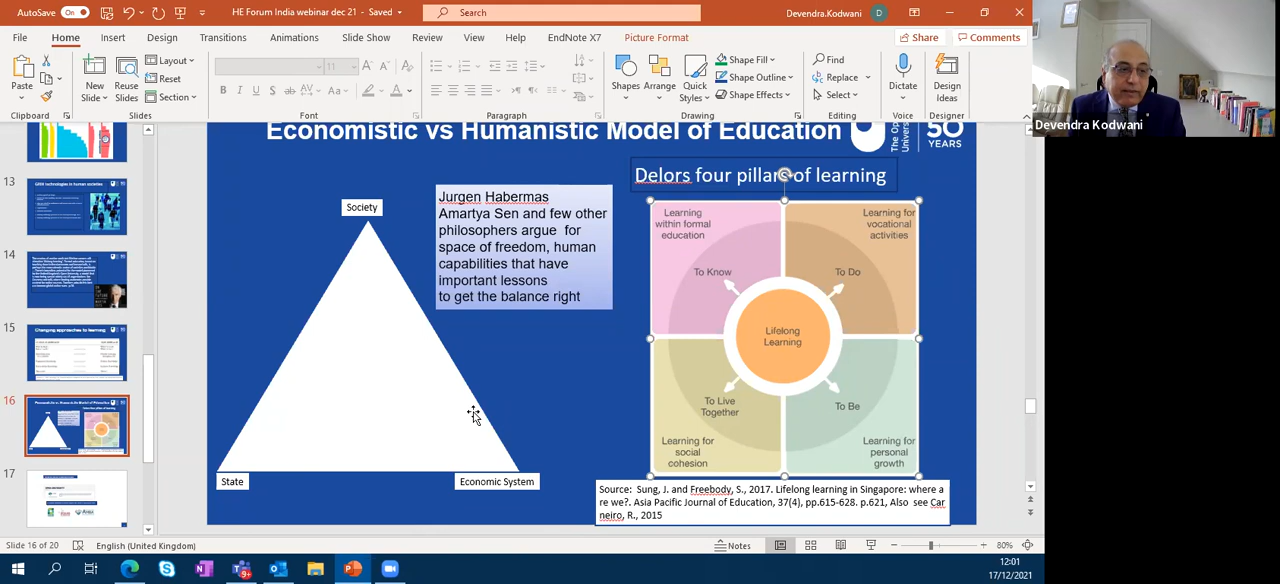 AutoSave On HE Forum India webinar dec 21 - Saved Search Devendra.Kodwani D
File Home Insert Design Transitions Animations Slide Show Review View Help EndNote X7 Picture Format Share Comments
Paste
New Slide
Reuse Slides
Layout
Reset
Section
11
Shapes
Arrange
Quick Styles
Shape Fill
Shape Outline
Shape Effects
Find
Replace
Select
Dictate
Design Ideas
Clipboard Slides Font Paragraph Drawing Editing Voice Designer
Devendra Kodwani
Economistic vs Humanistic Model of Education
The Open University
50 YEARS
Delors four pillars of learning
Jurgen Habermas
Amartya Sen and few other
philosophers argue for
space of freedom, human
capabilities that have
important lessons
to get the balance right
Society
State
Economic System
Learning
within formal
education
Learning for
vocational
activities
To Know
To Do
Lifelong
Learning
To Live
Together
To Be
Learning for
social
cohesion
Learning for
personal
growth
Source: Sung, J. and Freebody, S., 2017. Lifelong learning in Singapore: where a
re we?. Asia Pacific Journal of Education, 37(4), pp.615-628. p.621, Also see Car
neiro, R., 2015
13
14
15
Changing approaches to learning
16
17
Slide 16 of 20 English (United Kingdom) Notes 80%
12:01
17/12/2021